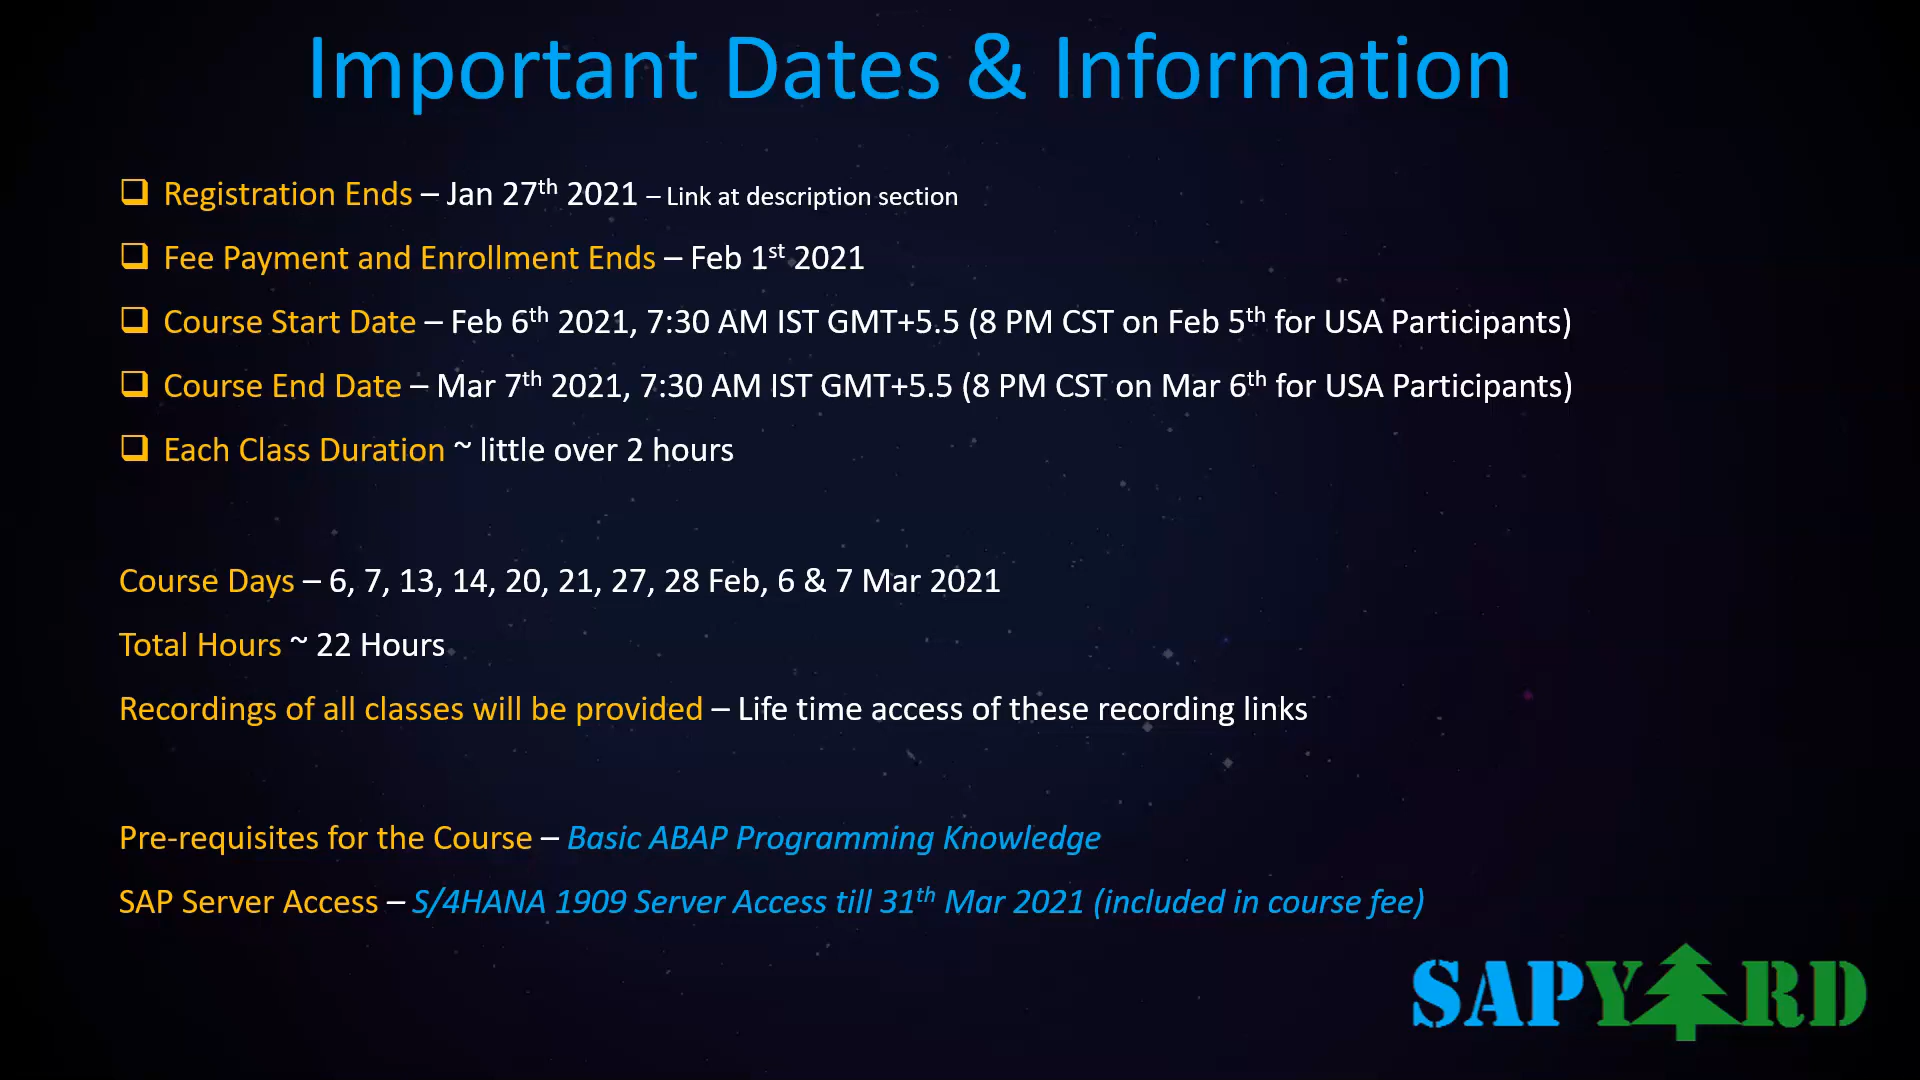 Important Dates & Information
❑ Registration Ends – Jan 27th 2021 – Link at description section
❑ Fee Payment and Enrollment Ends – Feb 1st 2021
❑ Course Start Date – Feb 6th 2021, 7:30 AM IST GMT+5.5 (8 PM CST on Feb 5th for USA Participants)
❑ Course End Date – Mar 7th 2021, 7:30 AM IST GMT+5.5 (8 PM CST on Mar 6th for USA Participants)
❑ Each Class Duration ~ little over 2 hours
Course Days – 6, 7, 13, 14, 20, 21, 27, 28 Feb, 6 & 7 Mar 2021
Total Hours ~ 22 Hours
Recordings of all classes will be provided – Life time access of these recording links
Pre-requisites for the Course – Basic ABAP Programming Knowledge
SAP Server Access – S/4HANA 1909 Server Access till 31th Mar 2021 (included in course fee)
SAPYARD